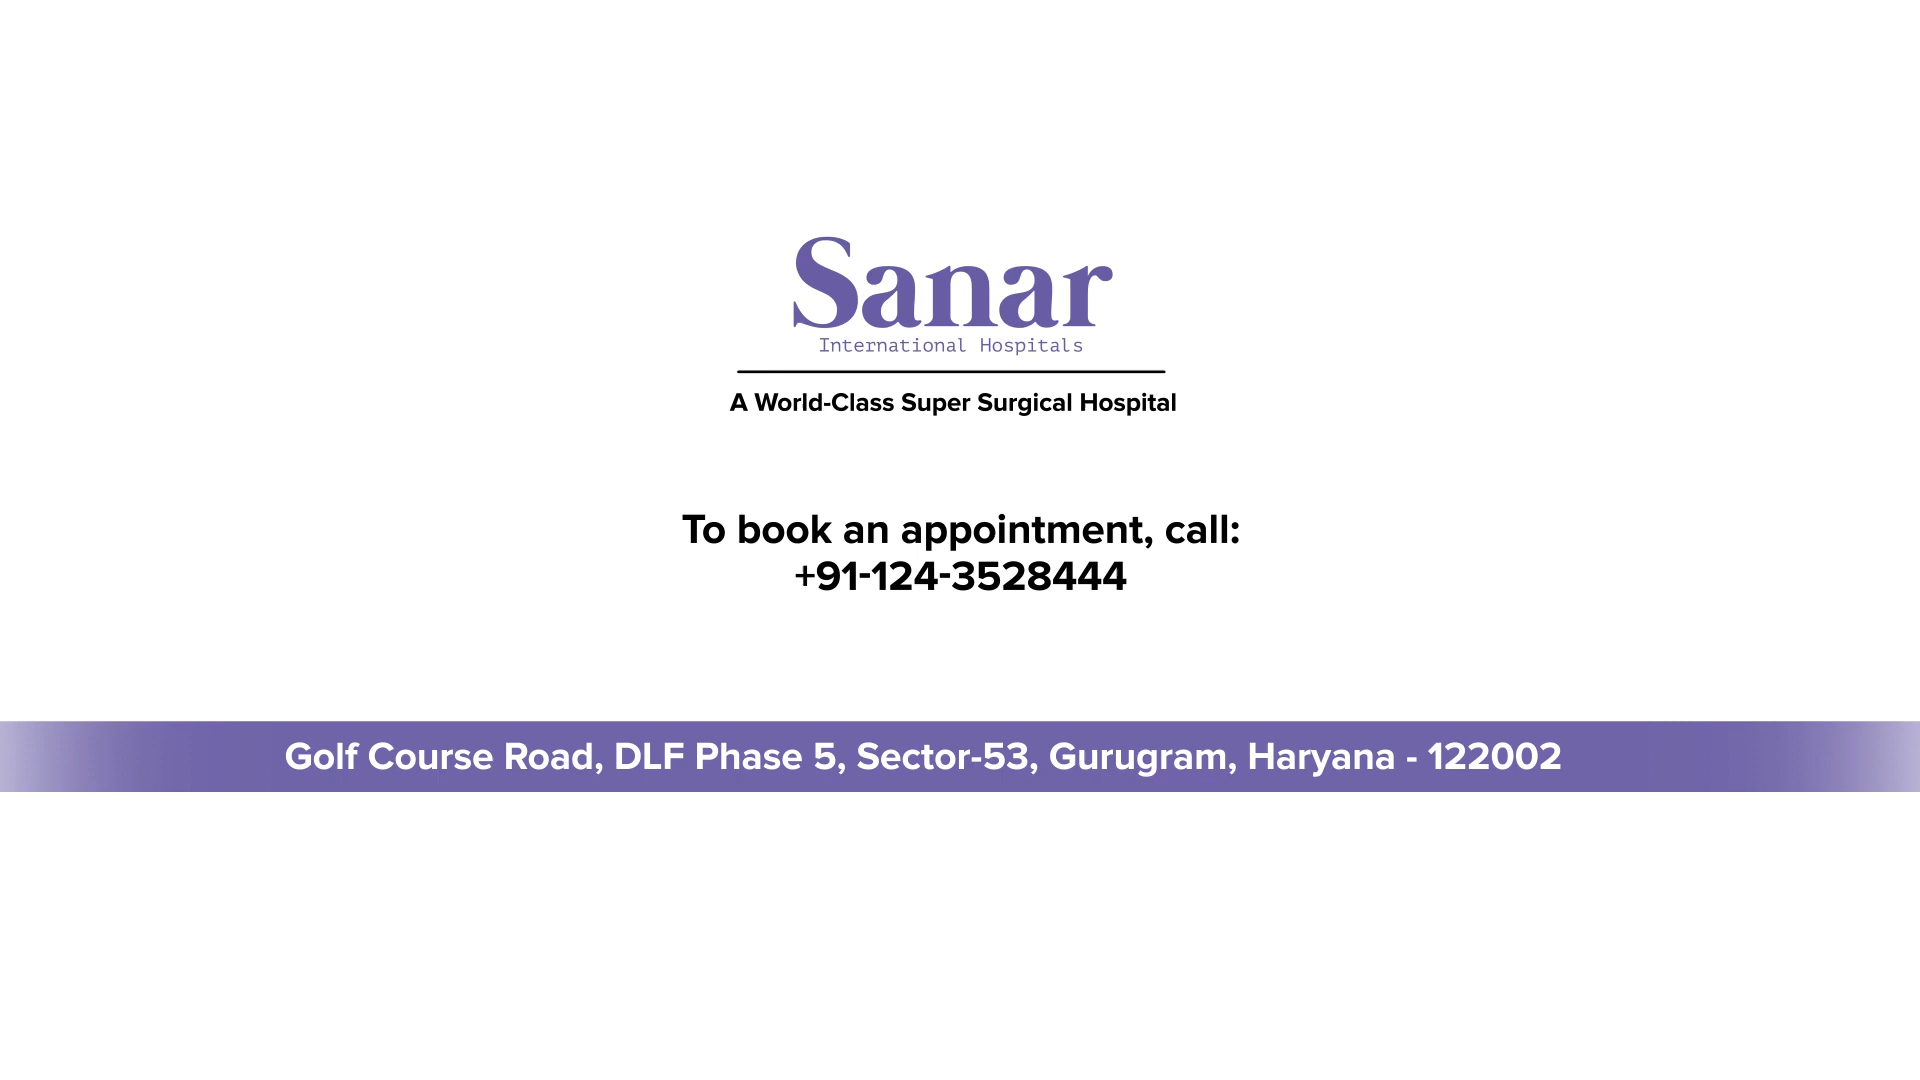 Sanar
International Hospitals
A World-Class Super Surgical Hospital
To book an appointment, call:
+91-124-3528444
Golf Course Road, DLF Phase 5, Sector-53, Gurugram, Haryana - 122002